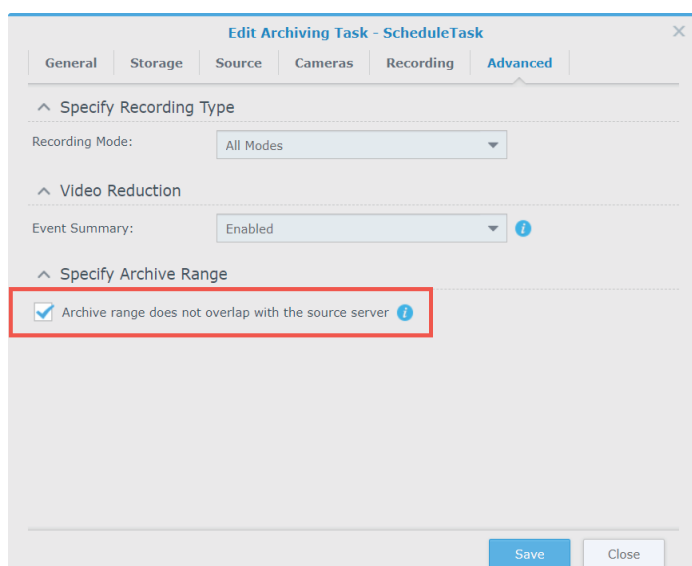 Edit Archiving Task - ScheduleTask
General Storage Source Cameras Recording Advanced
Specify Recording Type
Recording Mode: All Modes
Video Reduction
Event Summary: Enabled
Specify Archive Range
Archive range does not overlap with the source server
Save Close